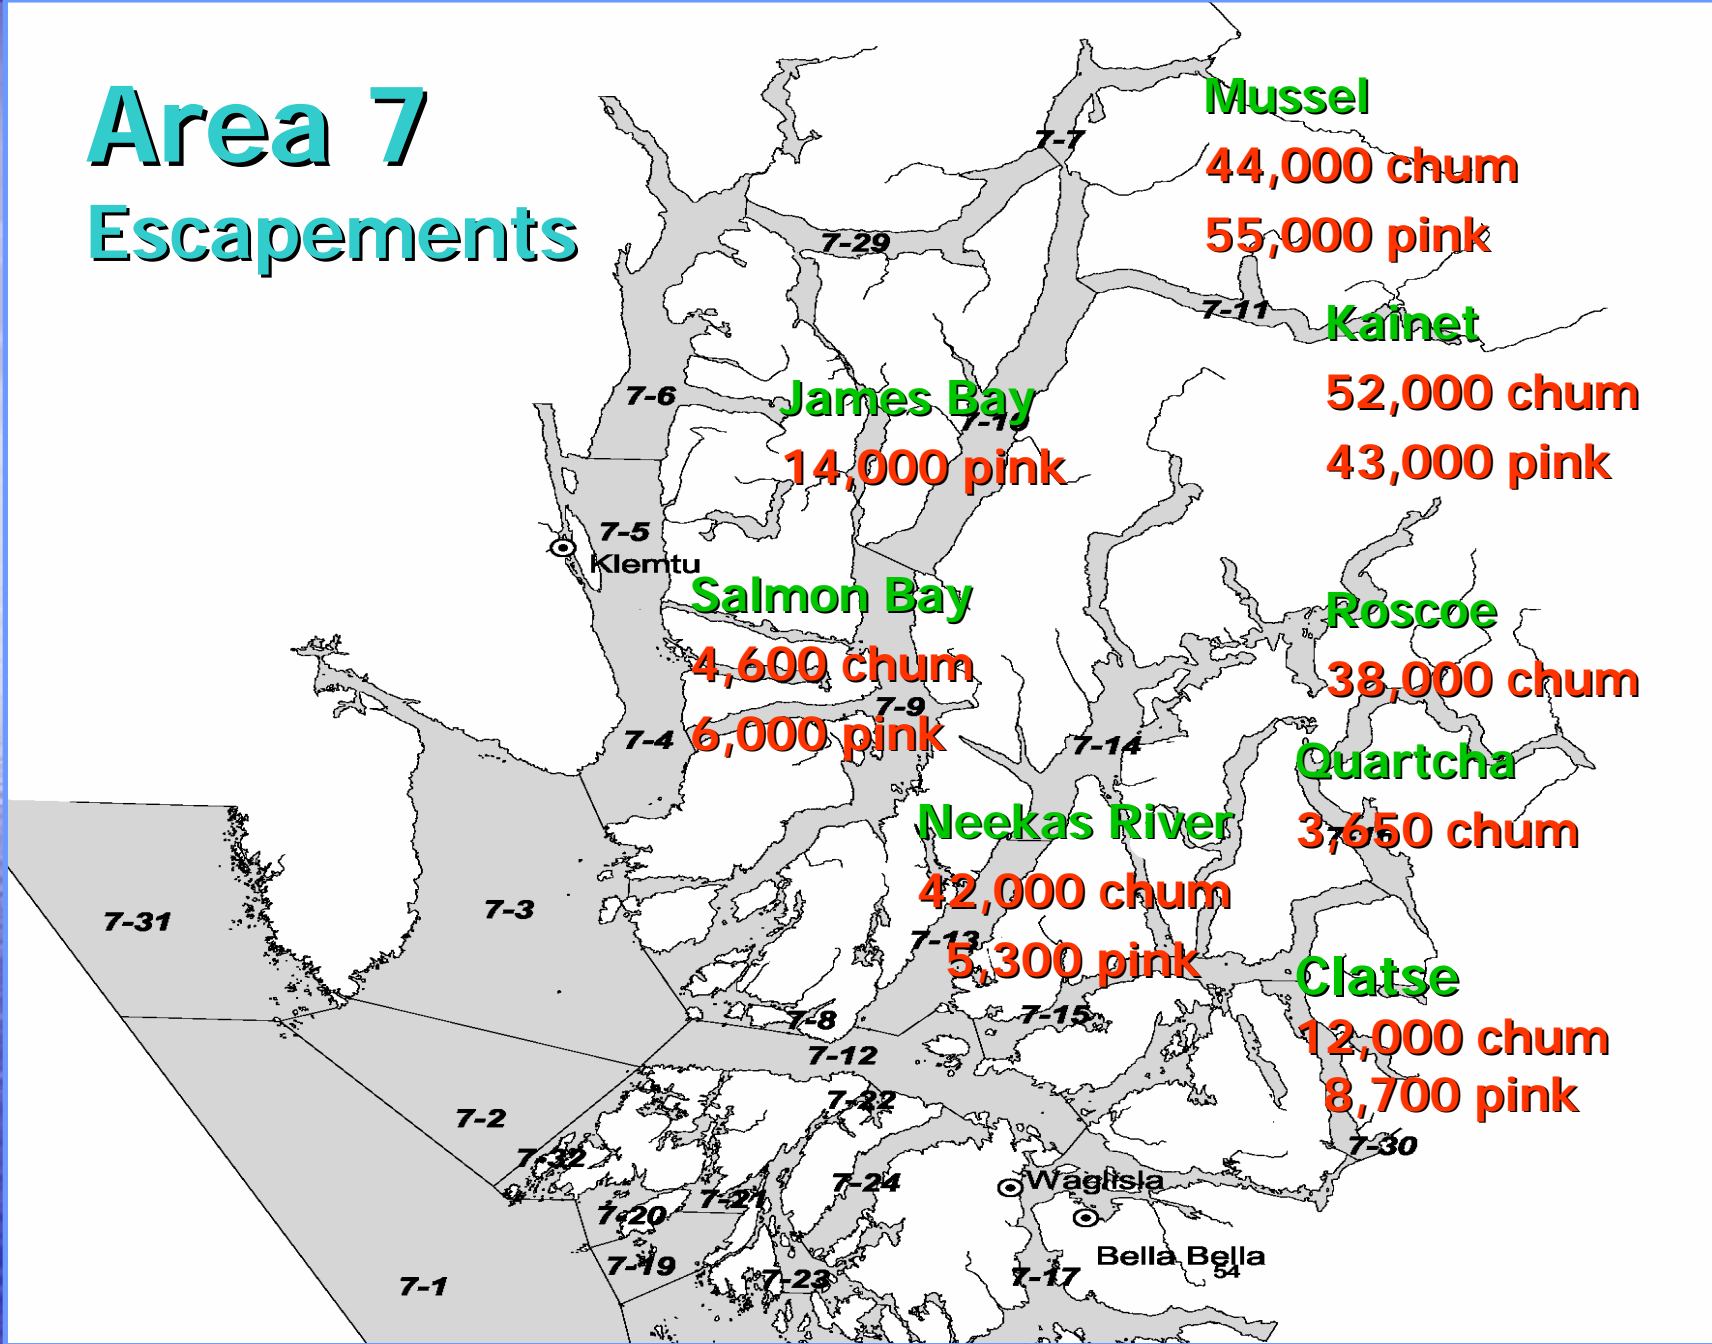 Area 7
Escapements
Mussel
44,000 chum
55,000 pink
7-7
7-29
7-11
Kainet
52,000 chum
43,000 pink
7-6
James Bay
7-10
14,000 pink
7-5
Klemtu
Salmon Bay
4,600 chum
6,000 pink
Roscoe
38,000 chum
7-9
7-4
7-14
Quartcha
3,650 chum
Neekas River
42,000 chum
5,300 pink
7-31
7-3
7-13
Clatse
12,000 chum
8,700 pink
7-8
7-15
7-12
7-22
7-2
7-32
7-30
7-24
Waglisla
7-21
7-20
Bella Bella
54
7-19
7-23
7-17
7-1